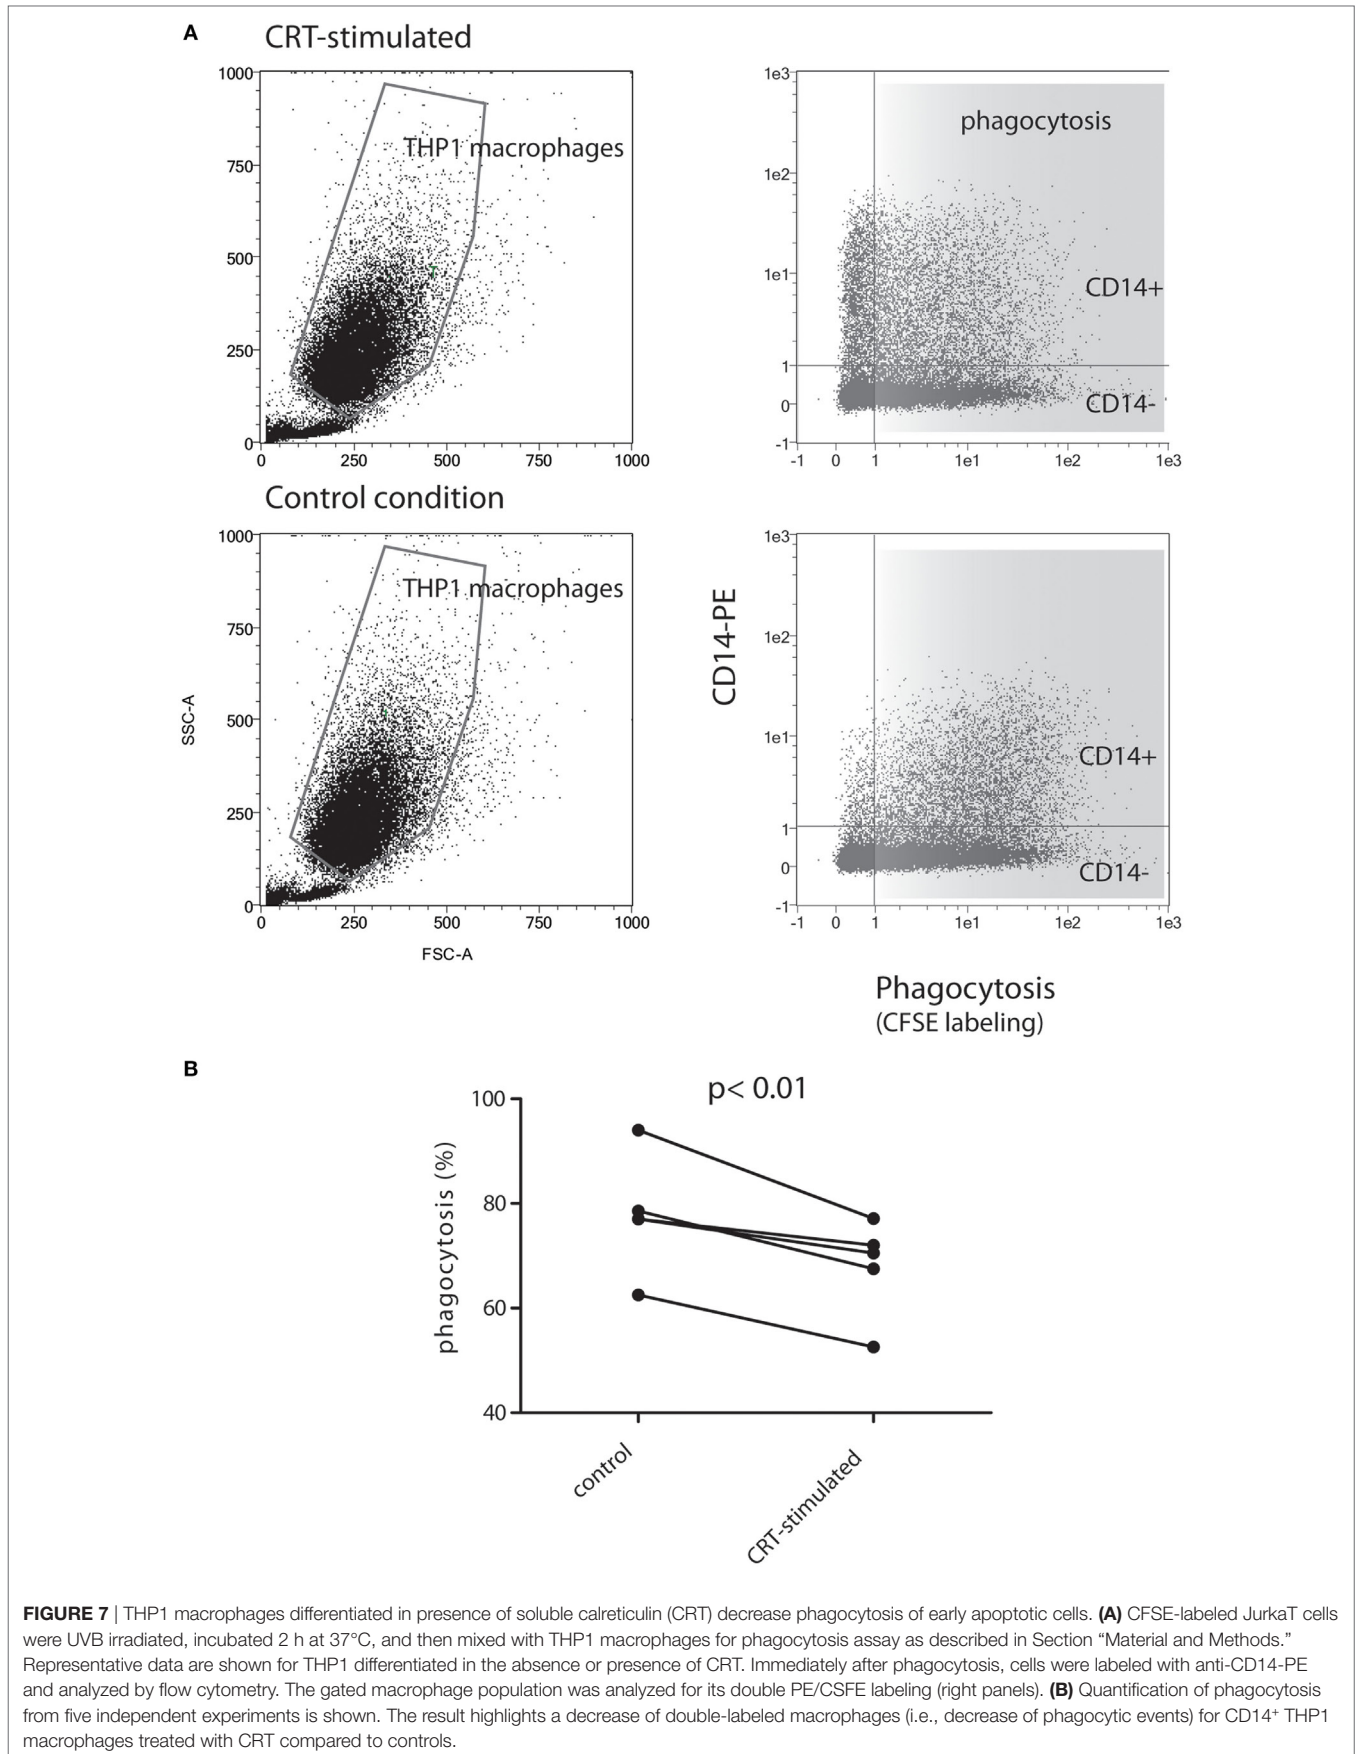 A
CRT-stimulated
1000
750
500
250
0
THP1 macrophages
0 250 500 750 1000
1e3
1e2
1e1
1
0
-1
phagocytosis
CD14+
CD14-
-1 0 1 1e1 1e2 1e3
Control condition
SSC-A
1000
750
500
250
0
THP1 macrophages
0 250 500 750 1000
FSC-A
CD14-PE
1e3
1e2
1e1
1
0
-1
CD14+
CD14-
-1 0 1 1e1 1e2 1e3
Phagocytosis
(CFSE labeling)
B
p< 0.01
phagocytosis (%)
100
80
60
40
control
CRT-stimulated
FIGURE 7 | THP1 macrophages differentiated in presence of soluble calreticulin (CRT) decrease phagocytosis of early apoptotic cells. (A) CFSE-labeled JurkaT cells
were UVB irradiated, incubated 2 h at 37°C, and then mixed with THP1 macrophages for phagocytosis assay as described in Section “Material and Methods.”
Representative data are shown for THP1 differentiated in the absence or presence of CRT. Immediately after phagocytosis, cells were labeled with anti-CD14-PE
and analyzed by flow cytometry. The gated macrophage population was analyzed for its double PE/CSFE labeling (right panels). (B) Quantification of phagocytosis
from five independent experiments is shown. The result highlights a decrease of double-labeled macrophages (i.e., decrease of phagocytic events) for CD14⁺ THP1
macrophages treated with CRT compared to controls.